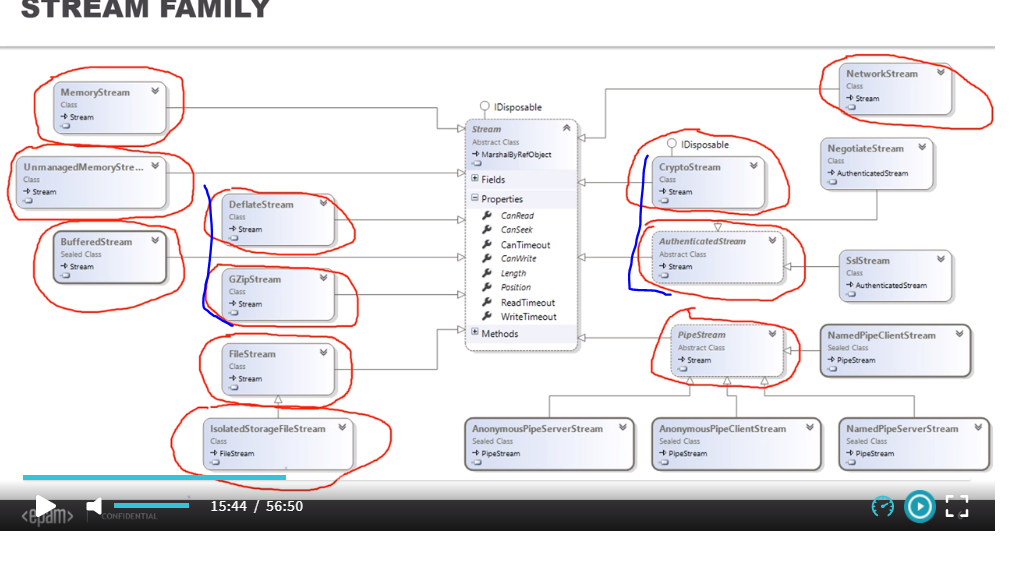 STREAM FAMILY
MemoryStream
Class
Stream
UnmanagedMemoryStre...
Class
Stream
BufferedStream
Sealed Class
Stream
DeflateStream
Class
Stream
GZipStream
Class
Stream
FileStream
Class
Stream
IsolatedStorageFileStream
Class
FileStream
IDisposable
Stream
Abstract Class
MarshalByRefObject
Fields
Properties
CanRead
CanSeek
CanTimeout
CanWrite
Length
Position
ReadTimeout
WriteTimeout
Methods
NetworkStream
Class
Stream
IDisposable
CryptoStream
Class
Stream
NegotiateStream
Class
AuthenticatedStream
AuthenticatedStream
Abstract Class
Stream
SslStream
Class
AuthenticatedStream
PipeStream
Abstract Class
Stream
NamedPipeClientStream
Sealed Class
PipeStream
AnonymousPipeServerStream
Sealed Class
PipeStream
AnonymousPipeClientStream
Sealed Class
PipeStream
NamedPipeServerStream
Sealed Class
PipeStream
15:44 / 56:50
<epam> | CONFIDENTIAL